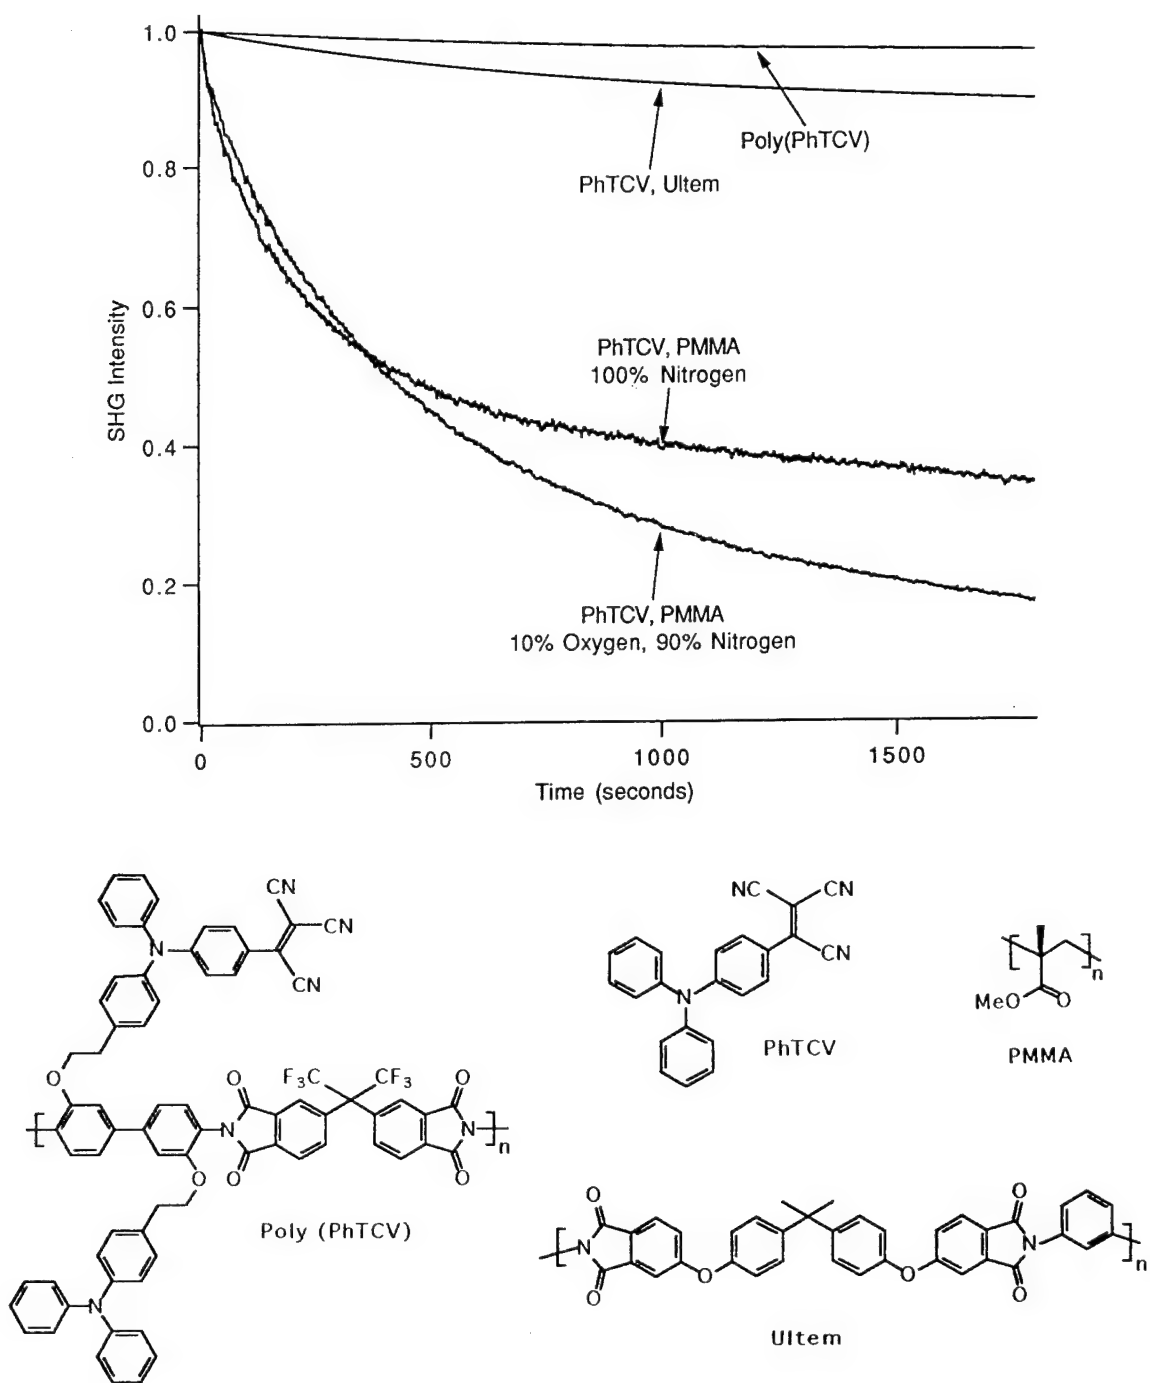 1.0
Poly(PhTCV)
0.8
PhTCV, Ultem
0.6
SHG Intensity
PhTCV, PMMA
100% Nitrogen
0.4
0.2
PhTCV, PMMA
10% Oxygen, 90% Nitrogen
0.0
0 500 1000 1500
Time (seconds)
CN
CN
CN
N
O
O O
F3C CF3
N
N
n
O O
O
Poly (PhTCV)
N
NC CN
CN
N
PhTCV
n
MeO O
PMMA
O O
N
N
O O
O O
n
Ultem